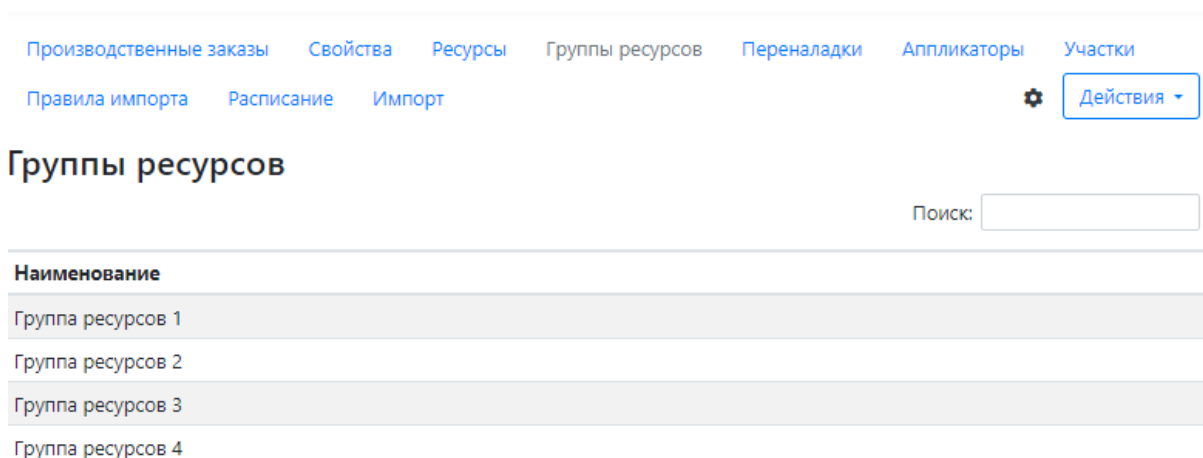 Производственные заказы Свойства Ресурсы Группы ресурсов Переналадки Аппликаторы Участки
Правила импорта Расписание Импорт Действия
Группы ресурсов
Поиск:
Наименование
Группа ресурсов 1
Группа ресурсов 2
Группа ресурсов 3
Группа ресурсов 4